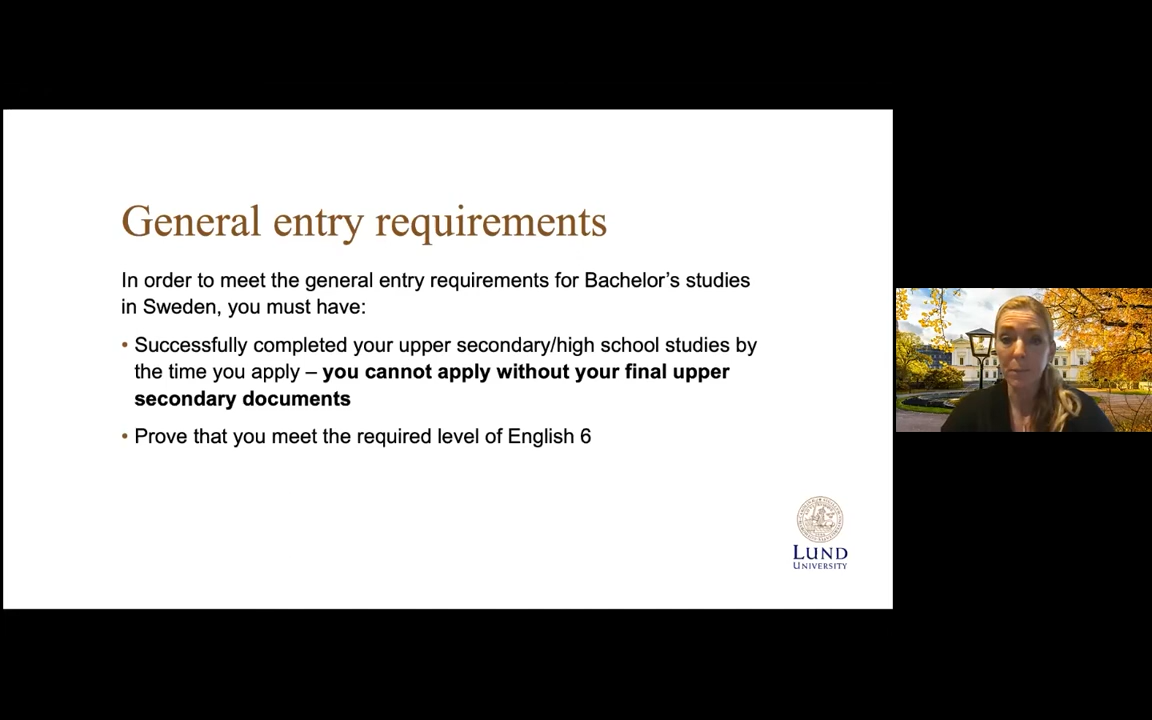 General entry requirements
In order to meet the general entry requirements for Bachelor’s studies
in Sweden, you must have:
• Successfully completed your upper secondary/high school studies by
the time you apply – you cannot apply without your final upper
secondary documents
• Prove that you meet the required level of English 6
LUND
UNIVERSITY